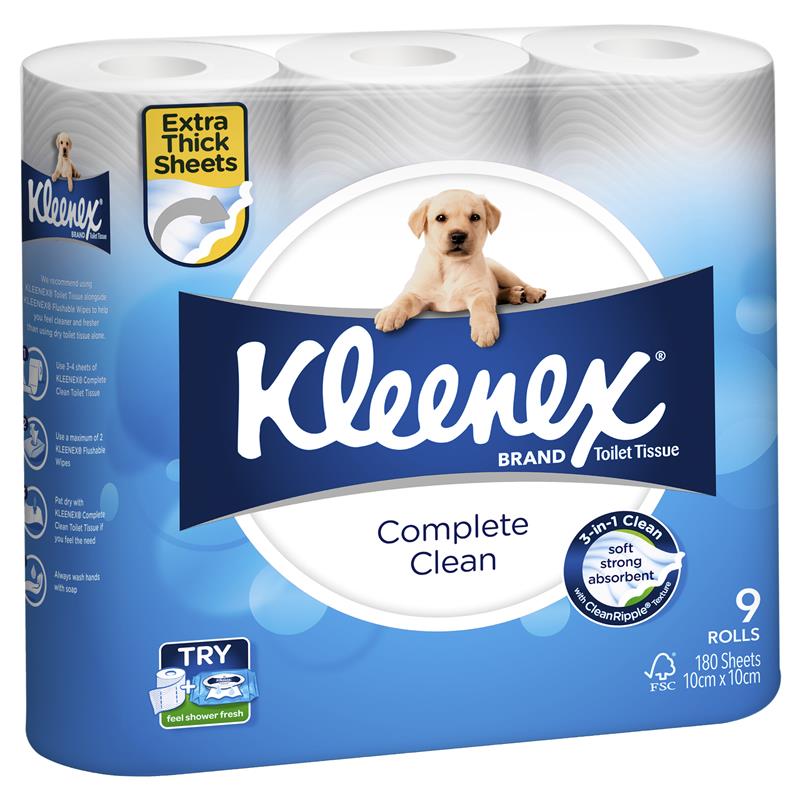 Extra
Thick
Sheets
Kleenex®
BRAND Toilet Tissue
We recommend using
KLEENEX® Toilet Tissue alongside
KLEENEX® Flushable Wipes to help
you feel cleaner and fresher
than using dry toilet tissue alone.
Use 3-4 sheets of
KLEENEX® Complete
Clean Toilet Tissue
Use a maximum of 2
KLEENEX® Flushable
Wipes
Pat dry with
KLEENEX® Complete
Clean Toilet Tissue if
you feel the need
Always wash hands
with soap
Kleenex®
BRAND Toilet Tissue
Complete
Clean
3-in-1 Clean
soft
strong
absorbent
with CleanRipple® Texture
TRY
+
Kleenex
feel shower fresh
9
ROLLS
FSC
180 Sheets
10cm x 10cm